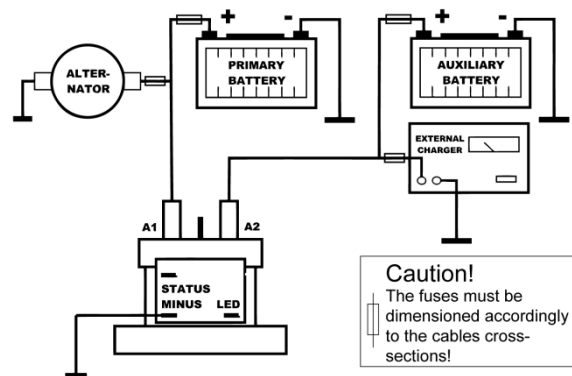 + -
+ -
ALTER-
NATOR
PRIMARY
BATTERY
AUXILIARY
BATTERY
EXTERNAL
CHARGER
A1 A2
STATUS
MINUS LED
Caution!
The fuses must be
dimensioned accordingly
to the cables cross-
sections!